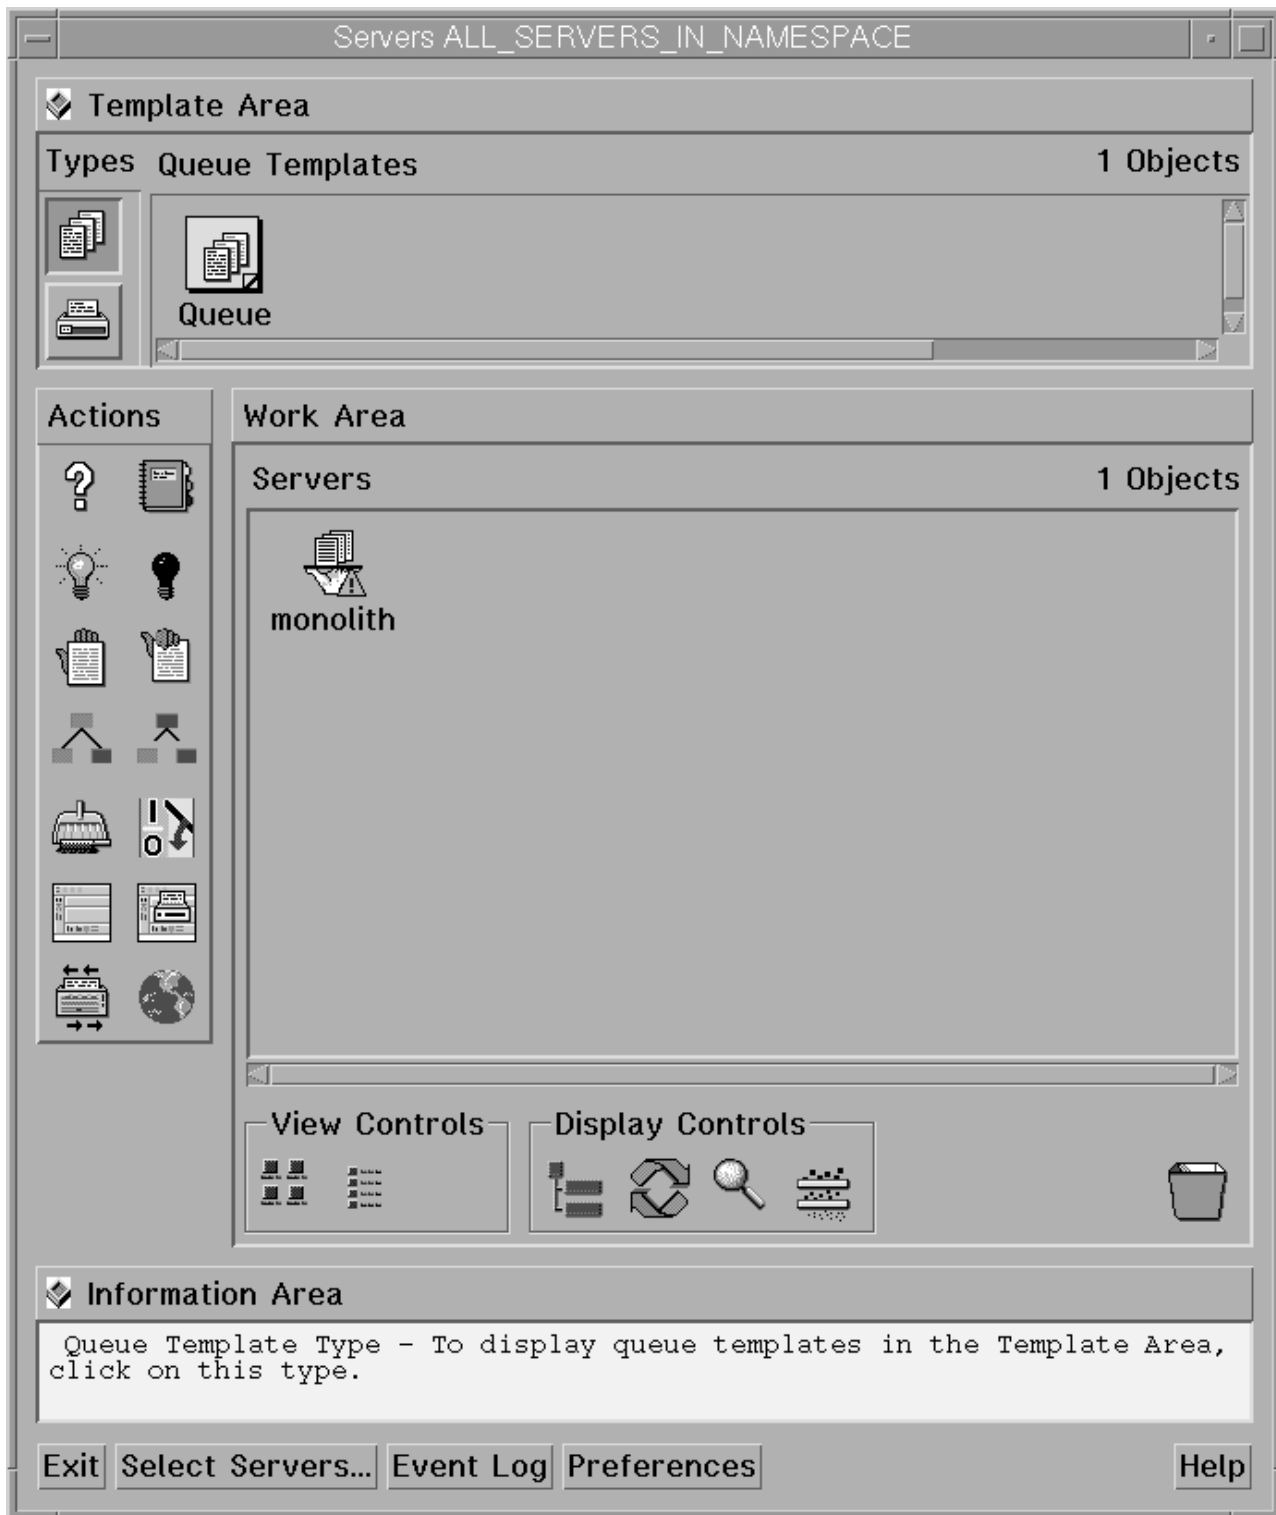 Servers ALL_SERVERS_IN_NAMESPACE
Template Area
Types Queue Templates 1 Objects
Queue
Actions Work Area
Servers 1 Objects
monolith
View Controls Display Controls
Information Area
Queue Template Type – To display queue templates in the Template Area,
click on this type.
Exit Select Servers... Event Log Preferences Help